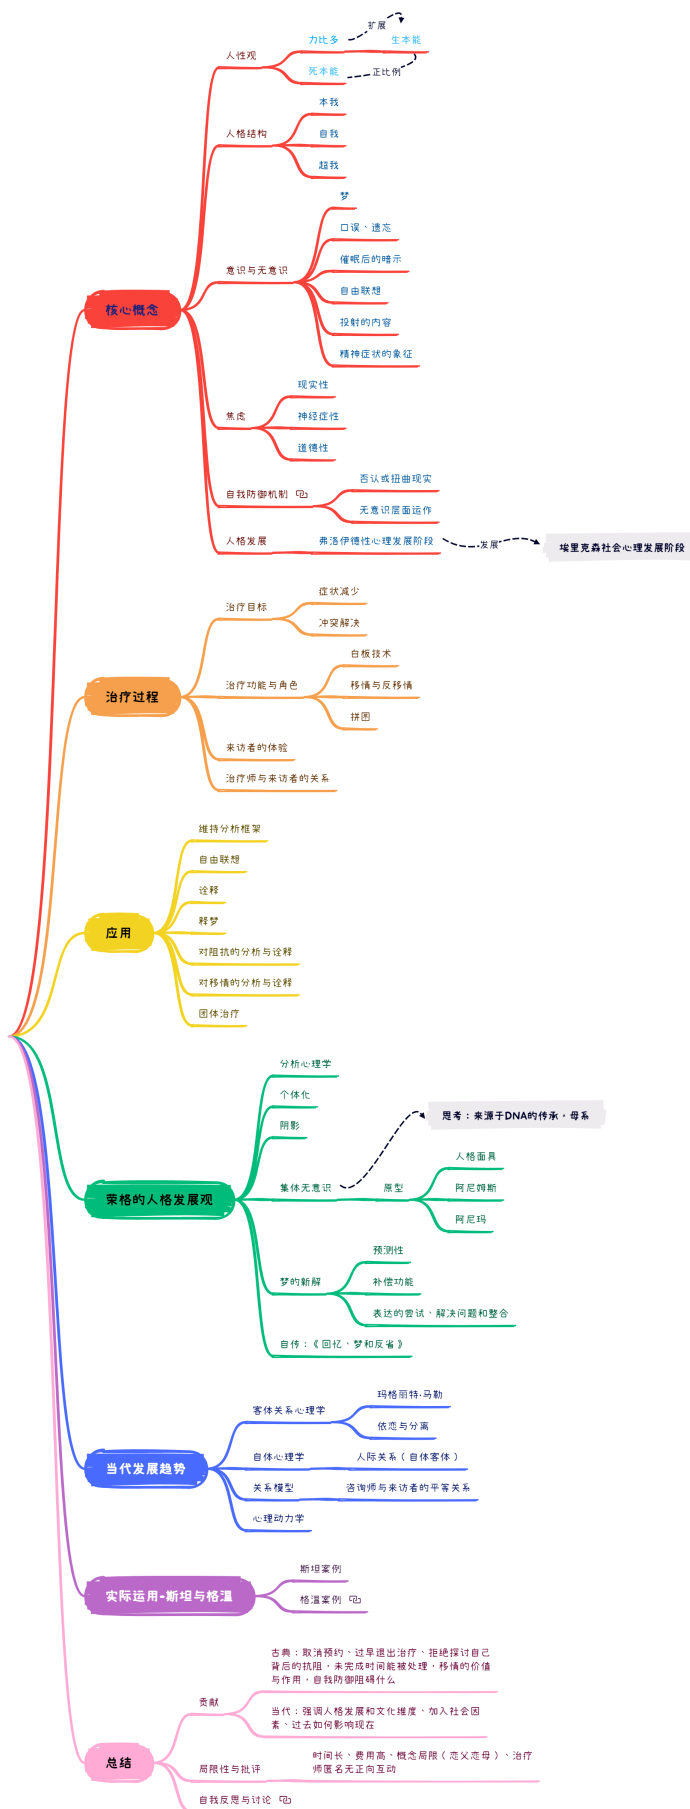 核心概念
人性观
力比多
扩展
生本能
死本能
正比例
人格结构
本我
自我
超我
意识与无意识
梦
口误、遗忘
催眠后的暗示
自由联想
投射的内容
精神症状的象征
焦虑
现实性
神经症性
道德性
自我防御机制
否认或扭曲现实
无意识层面运作
人格发展
弗洛伊德性心理发展阶段
发展
埃里克森社会心理发展阶段
治疗过程
治疗目标
症状减少
冲突解决
治疗功能与角色
白板技术
移情与反移情
拼图
来访者的体验
治疗师与来访者的关系
应用
维持分析框架
自由联想
诠释
释梦
对阻抗的分析与诠释
对移情的分析与诠释
团体治疗
荣格的人格发展观
分析心理学
个体化
阴影
集体无意识
思考：来源于DNA的传承，母系
原型
人格面具
阿尼姆斯
阿尼玛
梦的新解
预测性
补偿功能
表达的尝试、解决问题和整合
自传：《回忆、梦和反省》
当代发展趋势
客体关系心理学
玛格丽特·马勒
依恋与分离
自体心理学
人际关系（自体客体）
关系模型
咨询师与来访者的平等关系
心理动力学
实际运用-斯坦与格温
斯坦案例
格温案例
总结
贡献
古典：取消预约、过早退出治疗、拒绝探讨自己
背后的抗阻，未完成时间能被处理，移情的价值
与作用，自我防御阻碍什么
当代：强调人格发展和文化维度、加入社会因
素、过去如何影响现在
局限性与批评
时间长、费用高、概念局限（恋父恋母）、治疗
师匿名无正向互动
自我反思与讨论